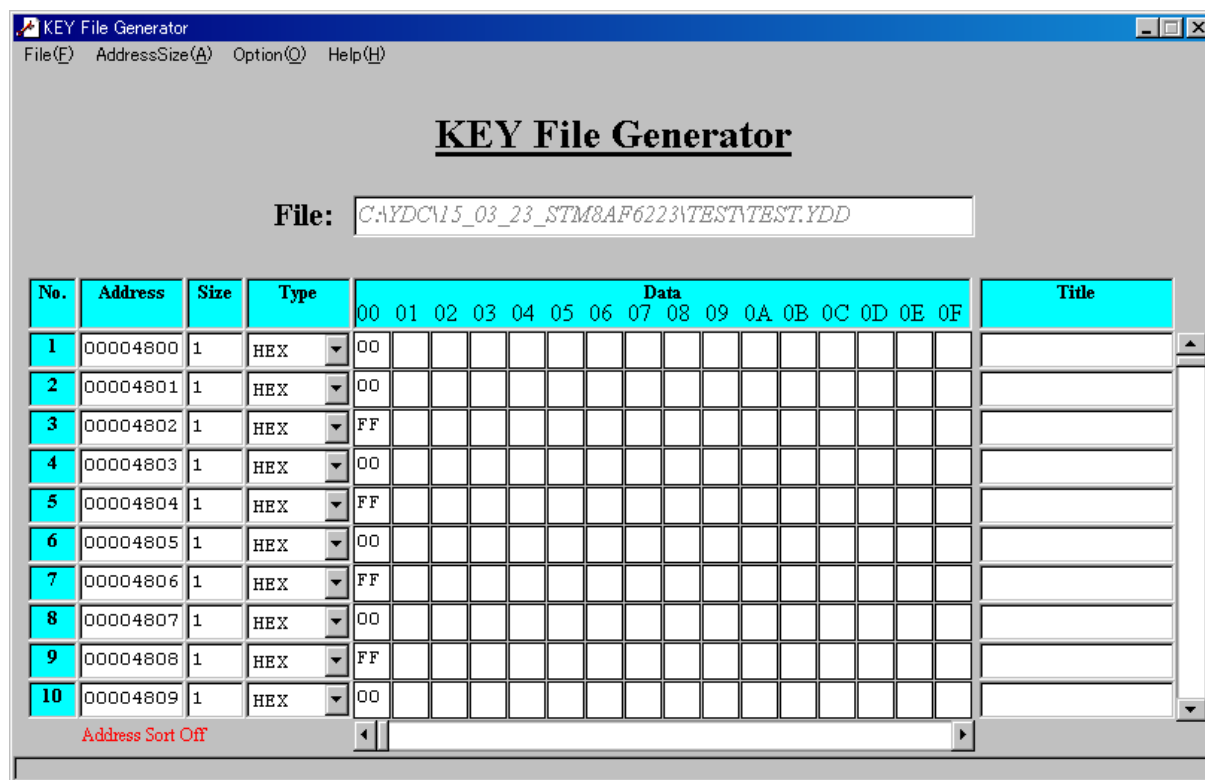 KEY File Generator
File(F) AddressSize(A) Option(O) Help(H)
KEY File Generator
File: C:\YDC\15_03_23_STM8AF6223\TEST\TEST.YDD
No. Address Size Type Data Title
00 01 02 03 04 05 06 07 08 09 0A 0B 0C 0D 0E 0F
1 00004800 1 HEX 00
2 00004801 1 HEX 00
3 00004802 1 HEX FF
4 00004803 1 HEX 00
5 00004804 1 HEX FF
6 00004805 1 HEX 00
7 00004806 1 HEX FF
8 00004807 1 HEX 00
9 00004808 1 HEX FF
10 00004809 1 HEX 00
Address Sort Off